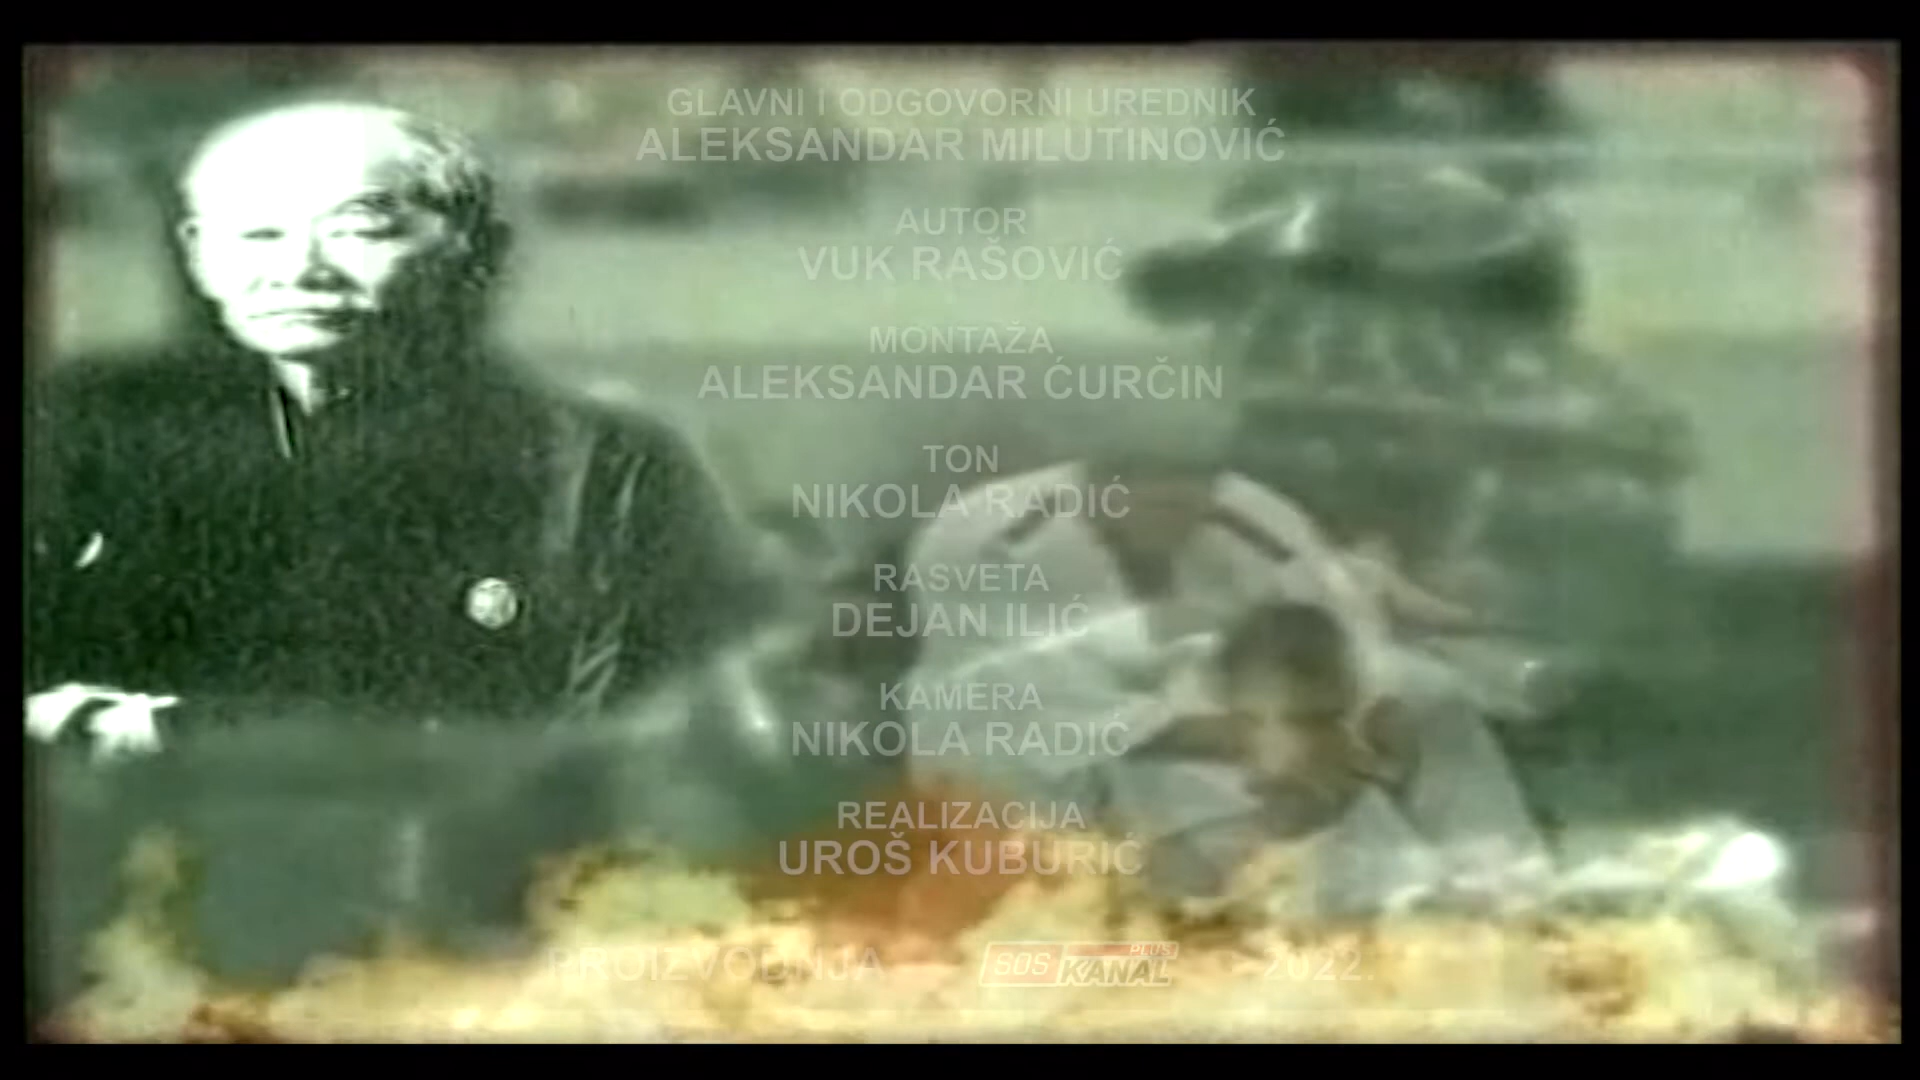 GLAVNI I ODGOVORNI UREDNIK
ALEKSANDAR MILUTINOVIĆ
AUTOR
VUK RAŠOVIĆ
MONTAŽA
ALEKSANDAR ĆURČIN
TON
NIKOLA RADIĆ
RASVETA
DEJAN ILIĆ
KAMERA
NIKOLA RADIĆ
REALIZACIJA
UROŠ KUBURIĆ
PROIZVODNJA SOS KANAL PLUS 2022.